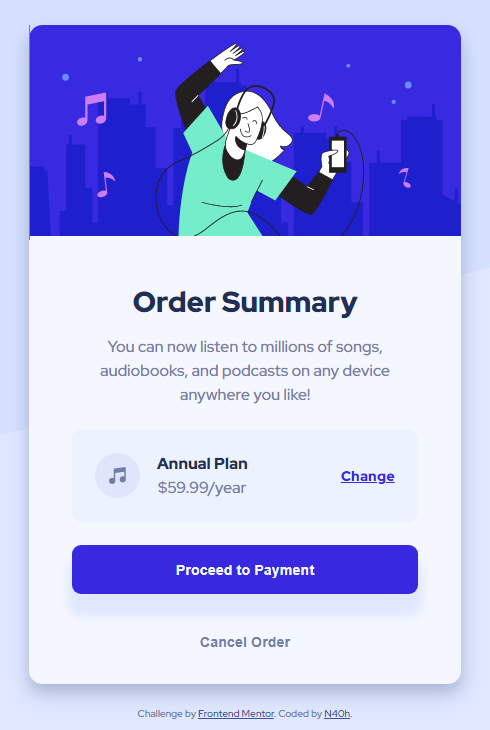 Order Summary
You can now listen to millions of songs,
audiobooks, and podcasts on any device
anywhere you like!
Annual Plan
$59.99/year
Change
Proceed to Payment
Cancel Order
Challenge by Frontend Mentor. Coded by N40h.